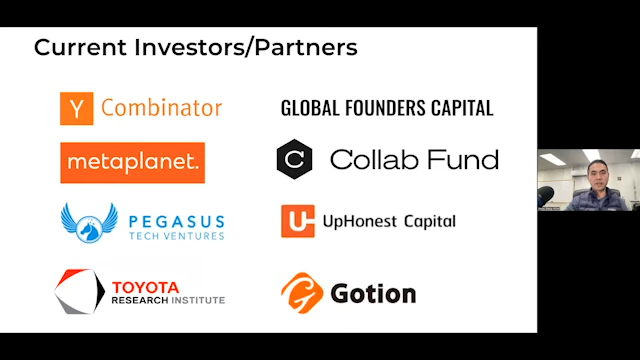 Current Investors/Partners
Y Combinator
GLOBAL FOUNDERS CAPITAL
metaplanet.
C Collab Fund
PEGASUS
TECH VENTURES
UpHonest Capital
TOYOTA
RESEARCH INSTITUTE
Gotion